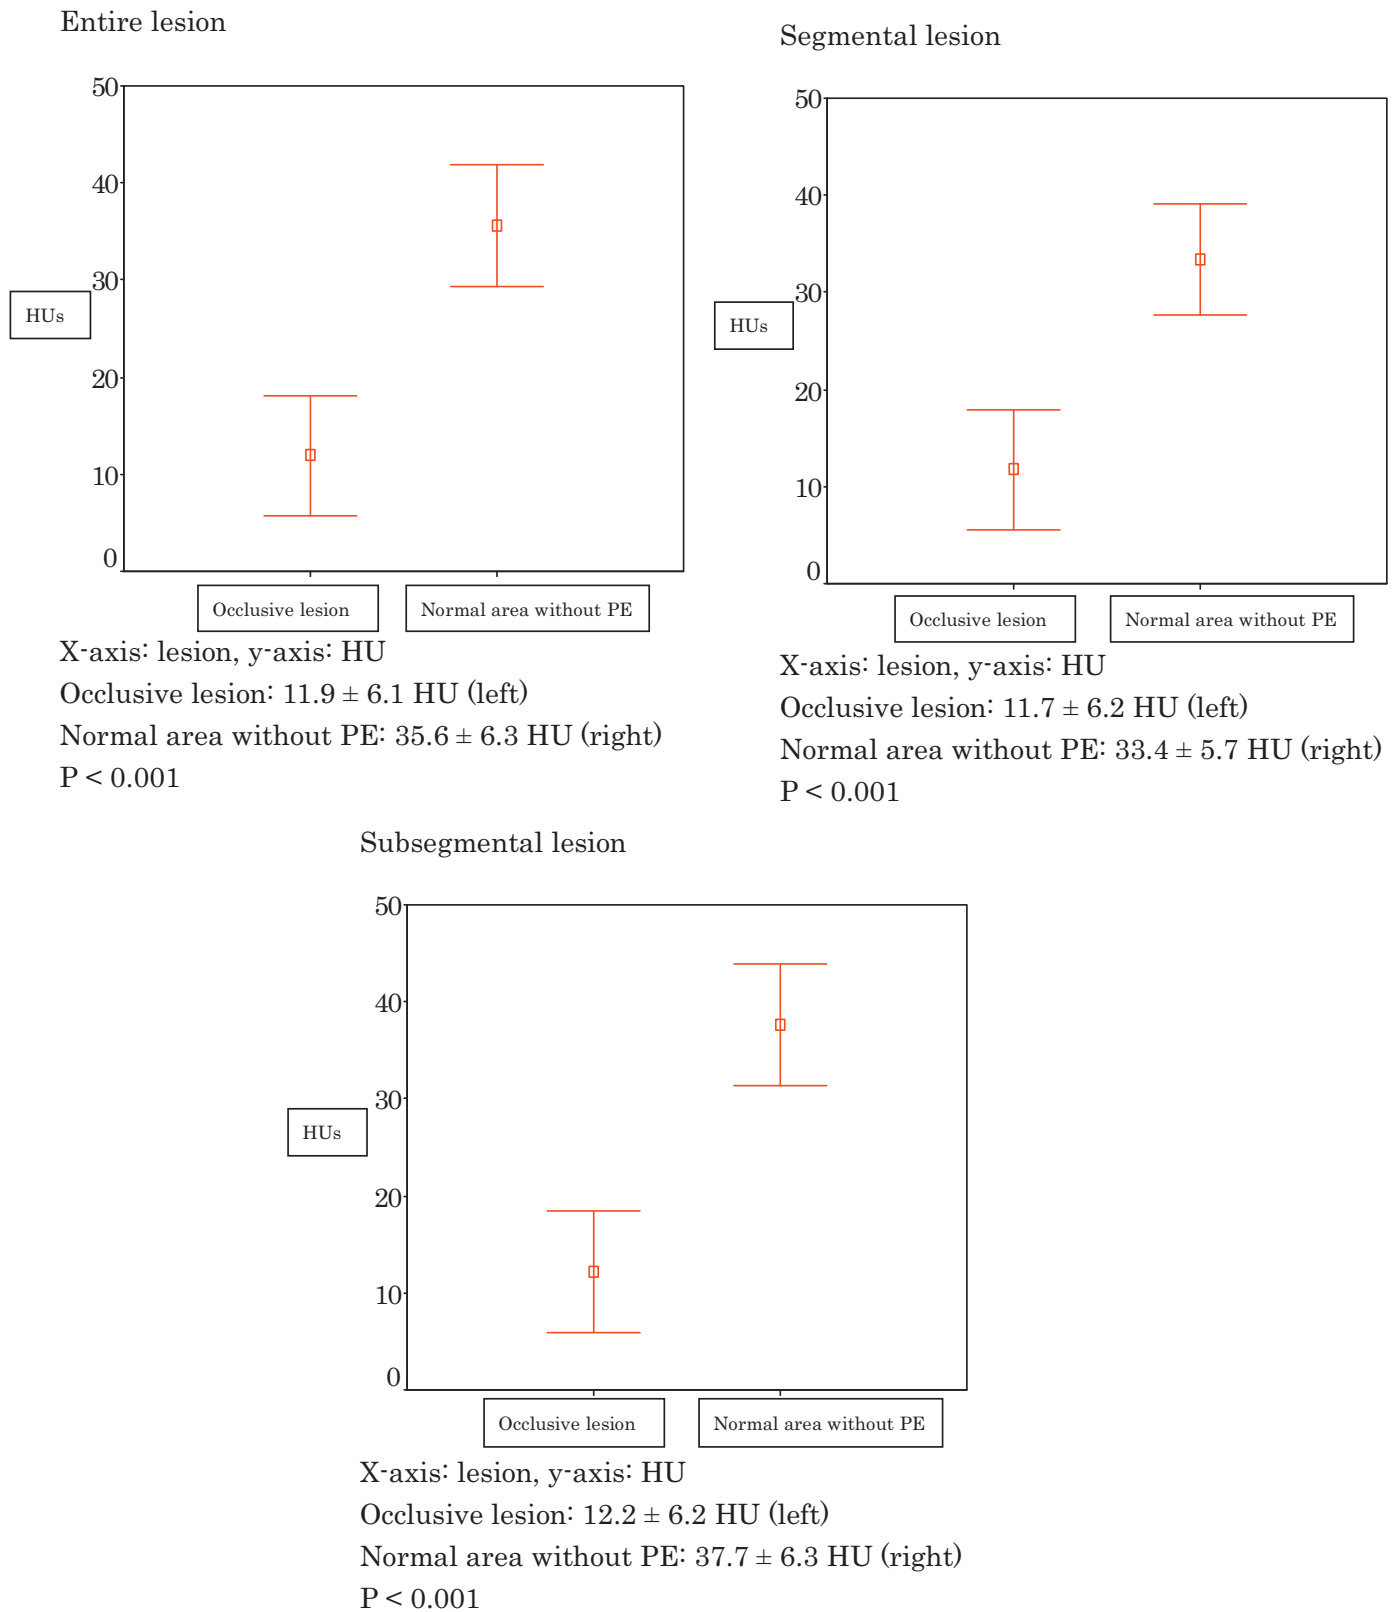 Entire lesion
50
40
30
HUs
20
10
0
Occlusive lesion
Normal area without PE
X-axis: lesion, y-axis: HU
Occlusive lesion: 11.9 ± 6.1 HU (left)
Normal area without PE: 35.6 ± 6.3 HU (right)
P < 0.001
Segmental lesion
50
40
30
HUs
20
10
0
Occlusive lesion
Normal area without PE
X-axis: lesion, y-axis: HU
Occlusive lesion: 11.7 ± 6.2 HU (left)
Normal area without PE: 33.4 ± 5.7 HU (right)
P < 0.001
Subsegmental lesion
50
40
30
HUs
20
10
0
Occlusive lesion
Normal area without PE
X-axis: lesion, y-axis: HU
Occlusive lesion: 12.2 ± 6.2 HU (left)
Normal area without PE: 37.7 ± 6.3 HU (right)
P < 0.001